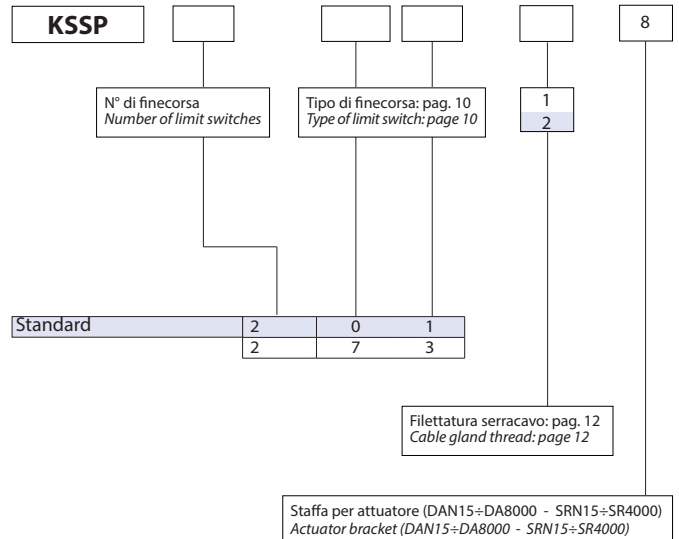 KSSP 8
N° di finecorsa
Number of limit switches
Tipo di finecorsa: pag. 10
Type of limit switch: page 10
1
2
Standard 2 0 1
2 7 3
Filettatura serracavo: pag. 12
Cable gland thread: page 12
Staffa per attuatore (DAN15÷DA8000 - SRN15÷SR4000)
Actuator bracket (DAN15÷DA8000 - SRN15÷SR4000)